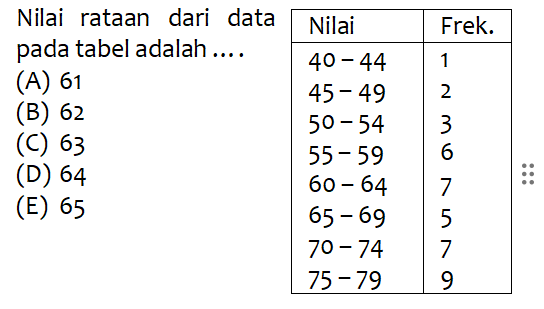 Nilai rataan dari data
pada tabel adalah ....
(A) 61
(B) 62
(C) 63
(D) 64
(E) 65
Nilai Frek.
40 – 44 1
45 – 49 2
50 – 54 3
55 – 59 6
60 – 64 7
65 – 69 5
70 – 74 7
75 – 79 9